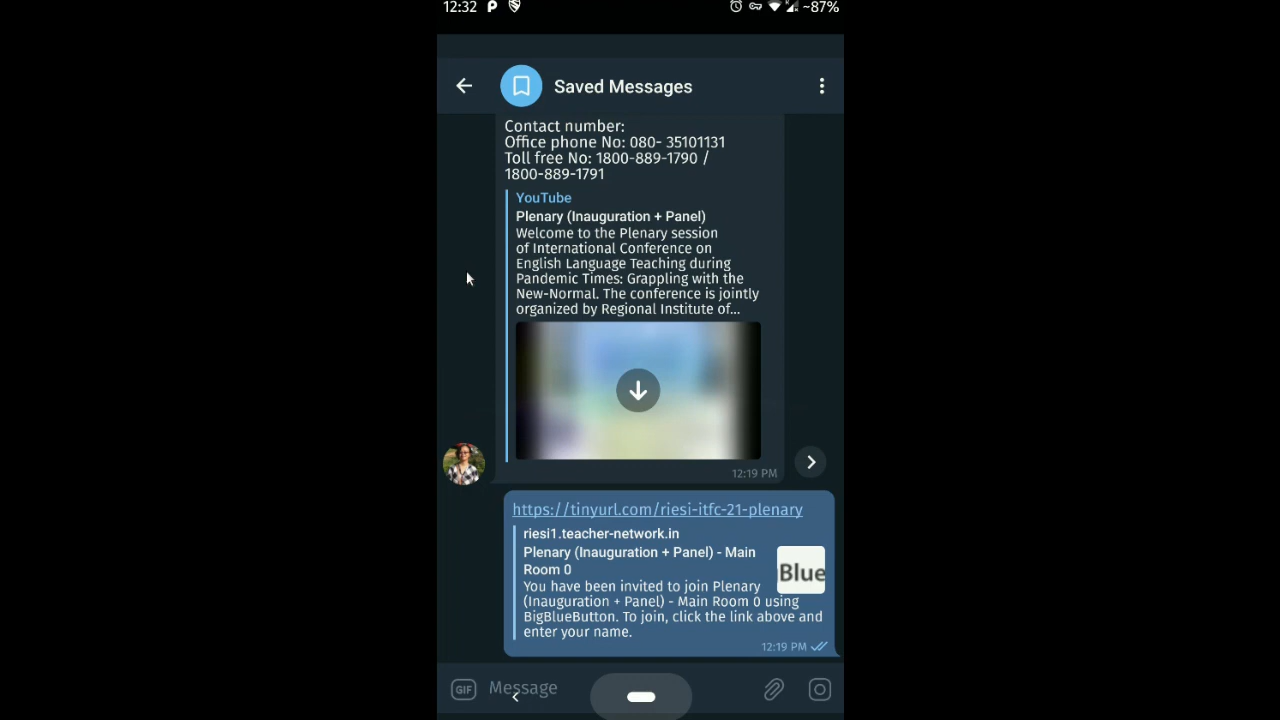 12:32 ~87%
Saved Messages
Contact number:
Office phone No: 080- 35101131
Toll free No: 1800-889-1790 /
1800-889-1791
YouTube
Plenary (Inauguration + Panel)
Welcome to the Plenary session
of International Conference on
English Language Teaching during
Pandemic Times: Grappling with the
New-Normal. The conference is jointly
organized by Regional Institute of...
12:19 PM
https://tinyurl.com/riesi-itfc-21-plenary
riesi1.teacher-network.in
Plenary (Inauguration + Panel) - Main
Room 0
Blue
You have been invited to join Plenary
(Inauguration + Panel) - Main Room 0 using
BigBlueButton. To join, click the link above and
enter your name.
12:19 PM
GIF Message